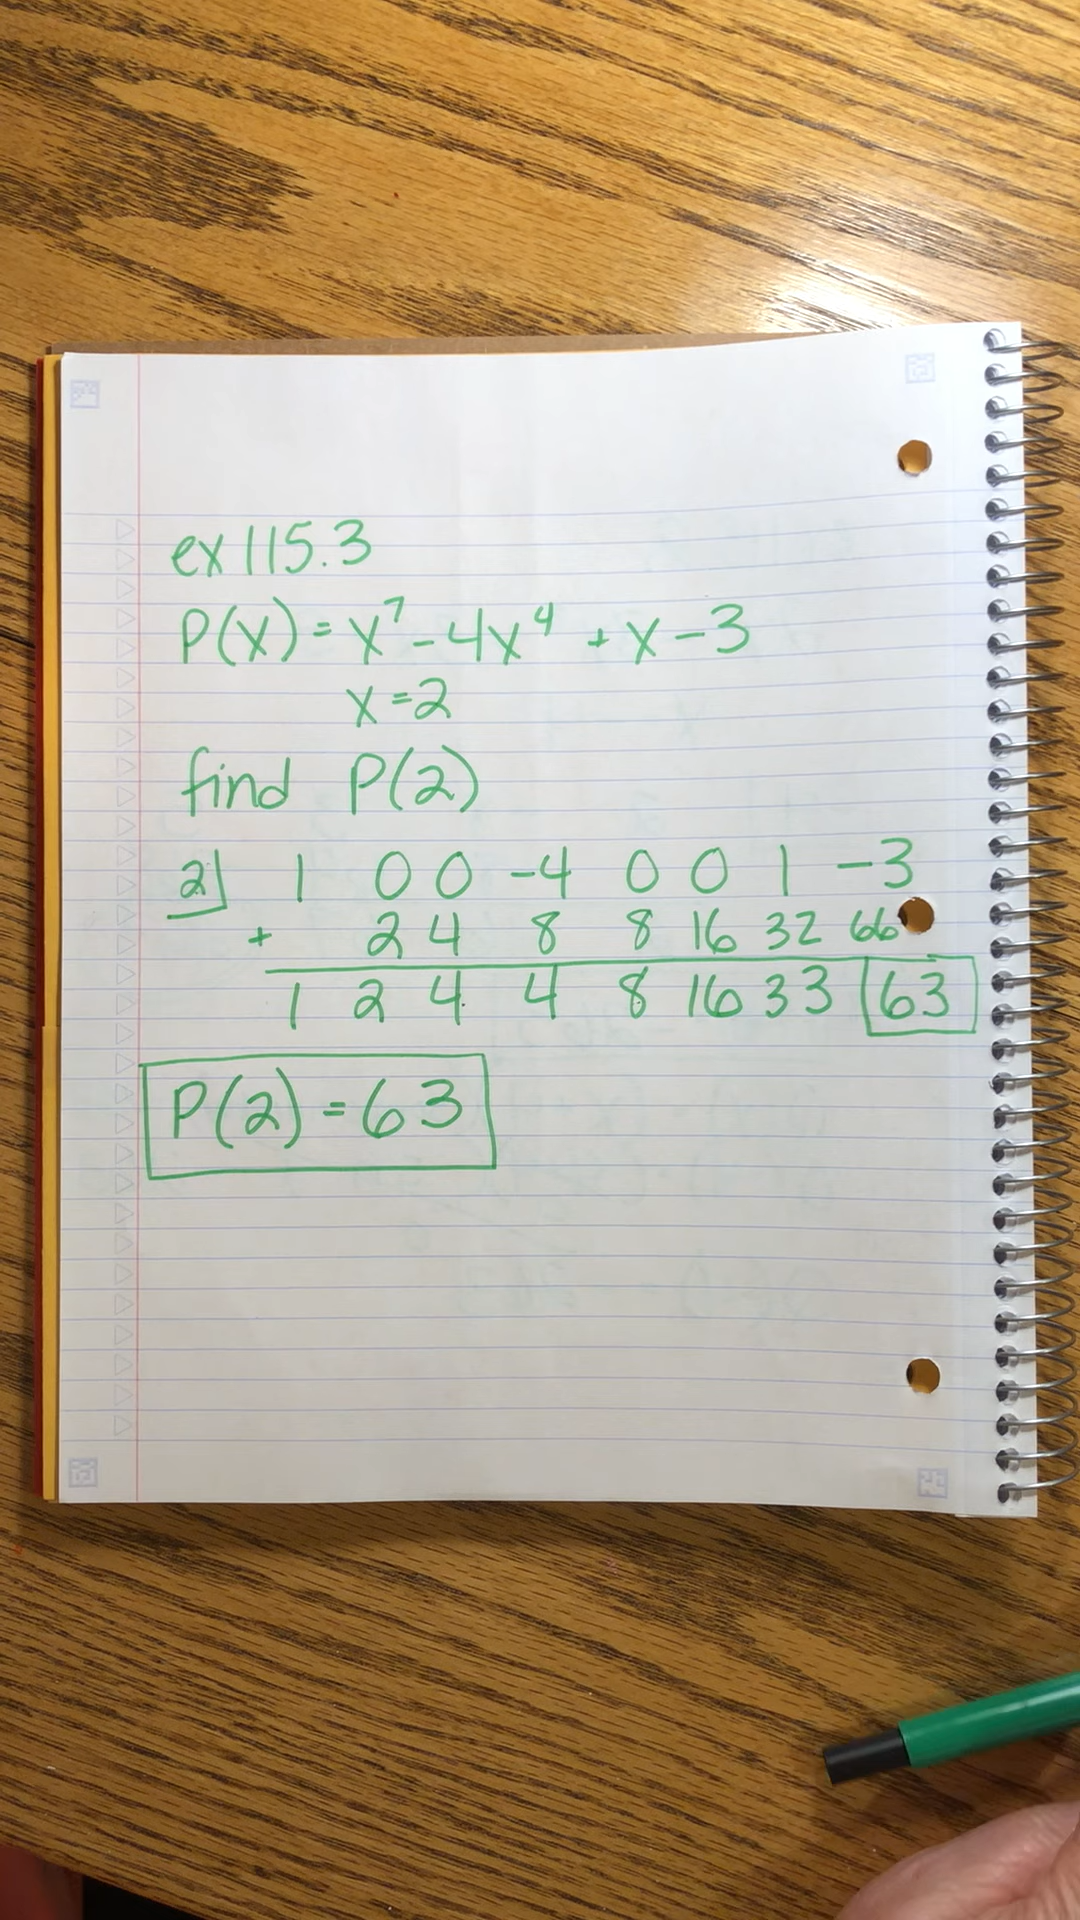 ex 115.3
P(x) = x⁷ - 4x⁴ + x - 3
x = 2
find P(2)
2| 1 0 0 -4 0 0 1 -3
+ 2 4 8 8 16 32 66
1 2 4 4 8 16 33 63
P(2) = 63